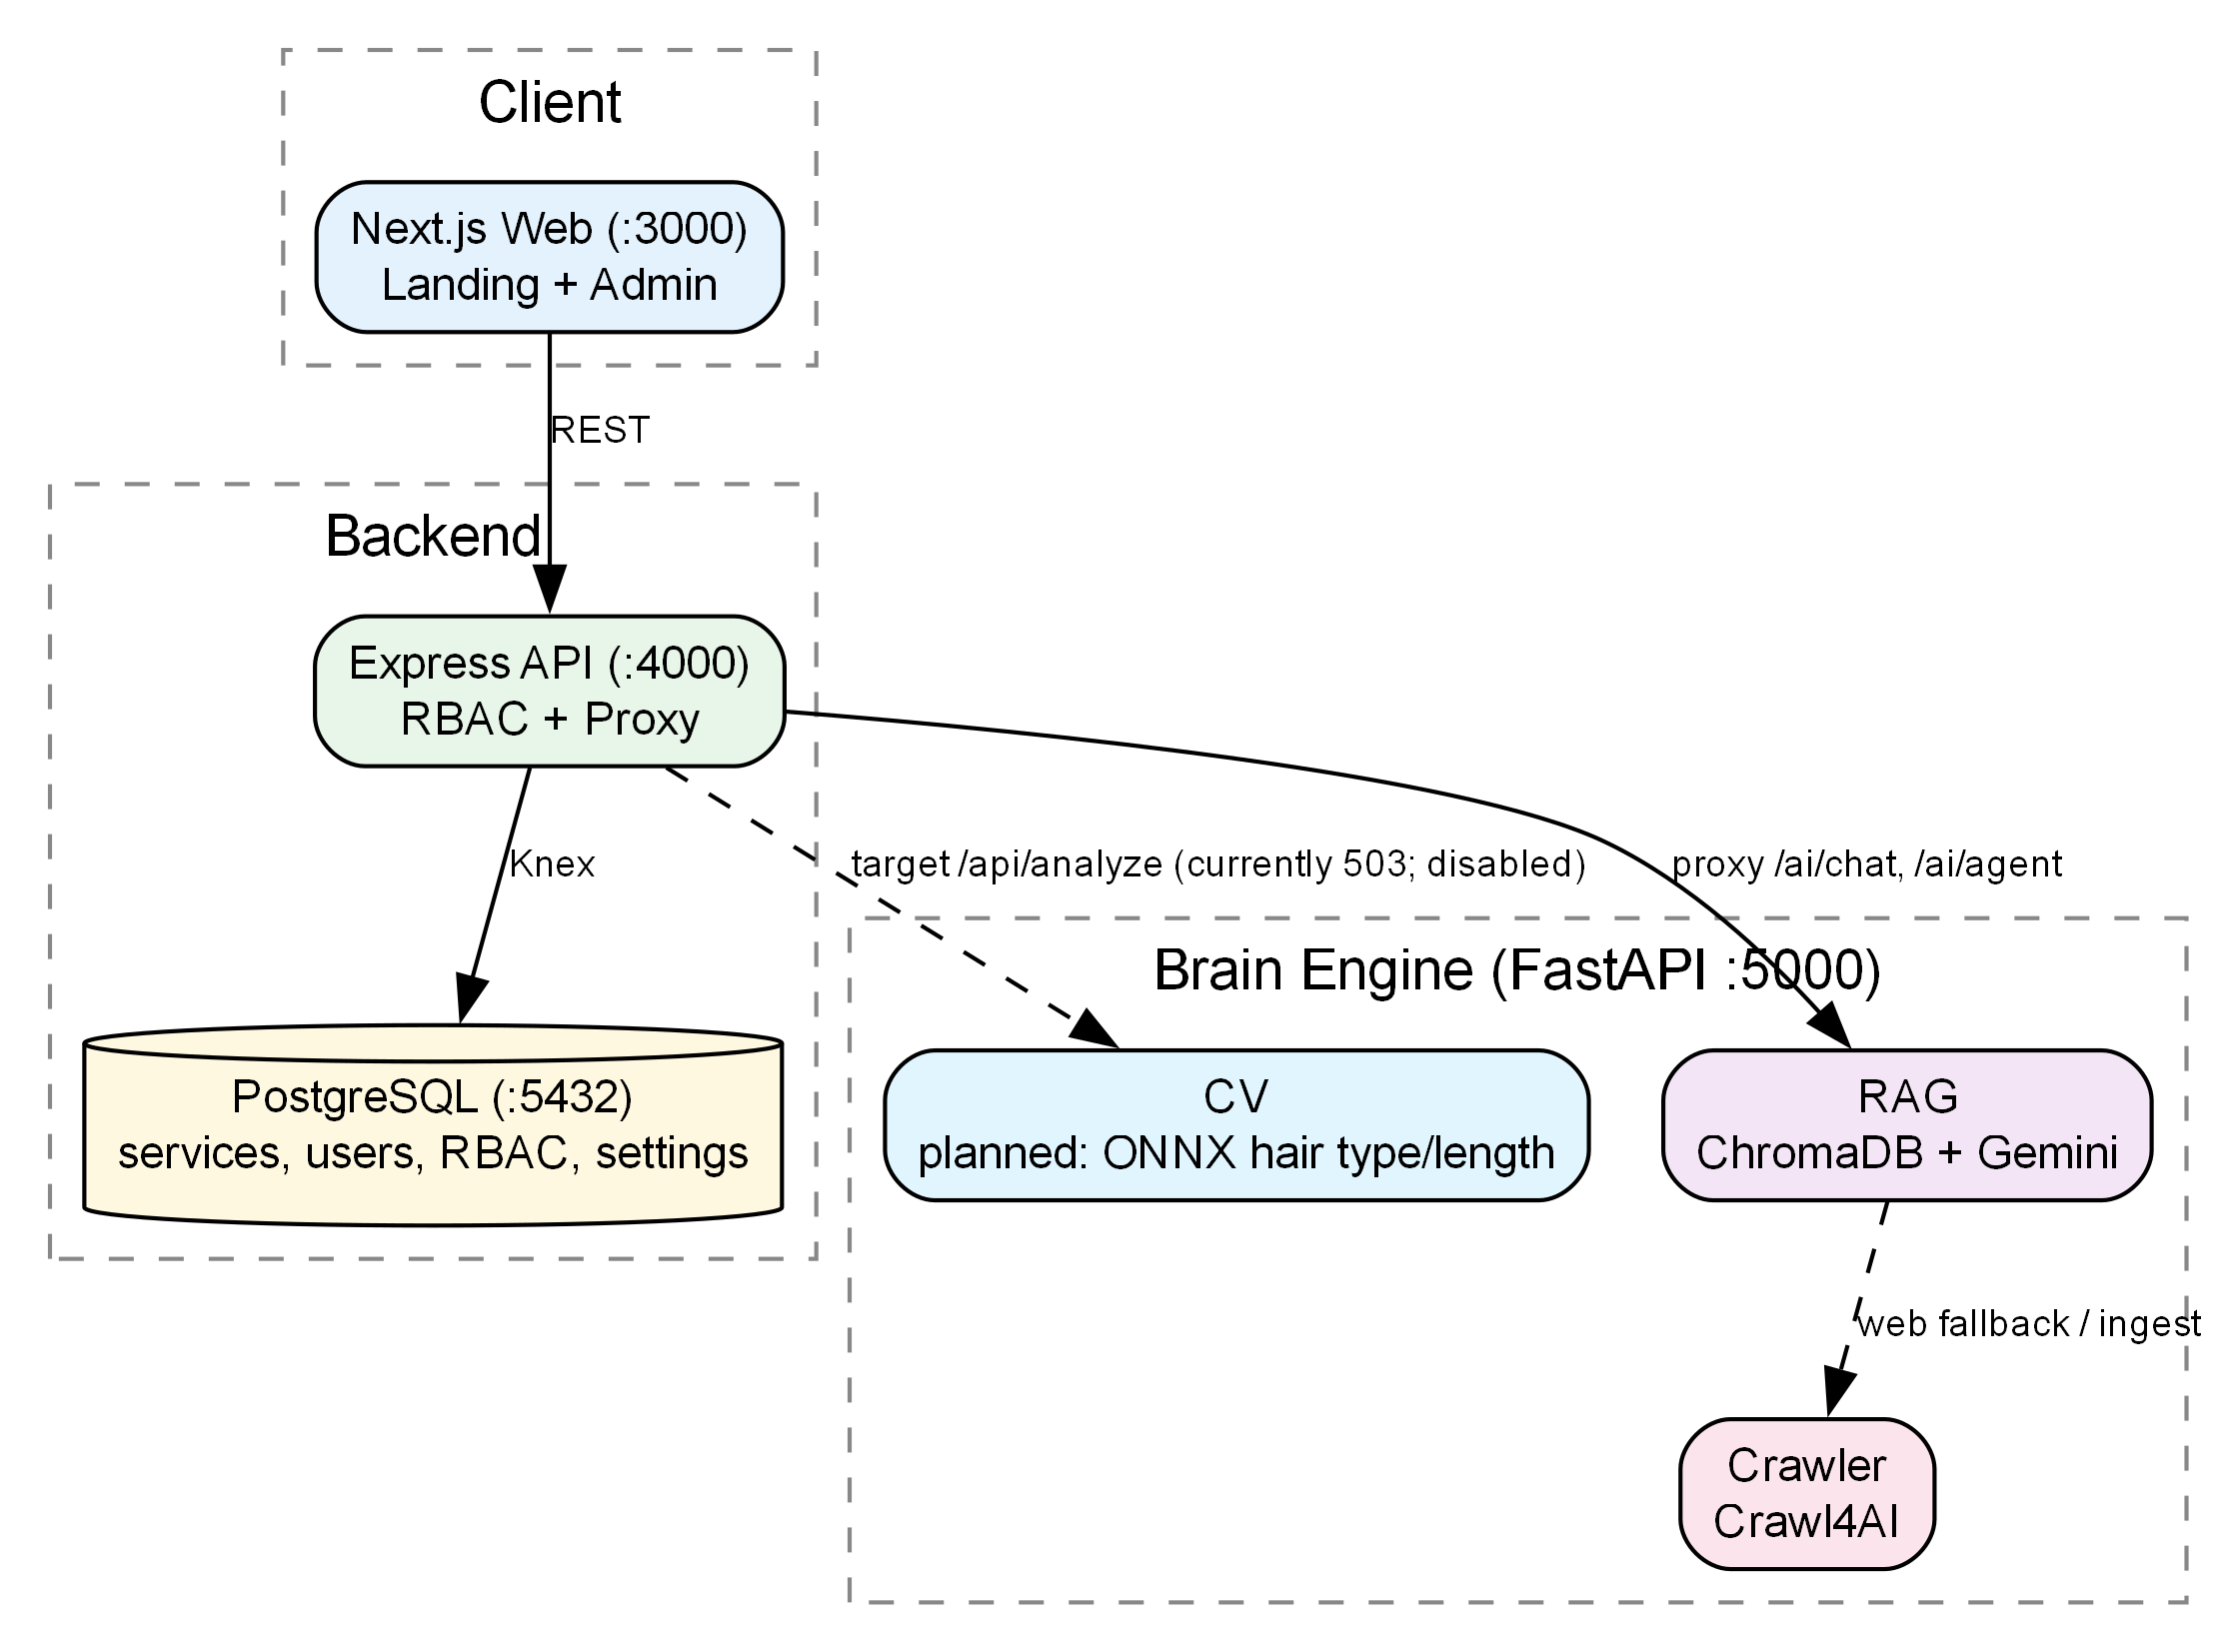 Client
Next.js Web (:3000)
Landing + Admin
REST
Backend
Express API (:4000)
RBAC + Proxy
Knex
target /api/analyze (currently 503; disabled)
proxy /ai/chat, /ai/agent
Brain Engine (FastAPI :5000)
PostgreSQL (:5432)
services, users, RBAC, settings
CV
planned: ONNX hair type/length
RAG
ChromaDB + Gemini
web fallback / ingest
Crawler
Crawl4AI